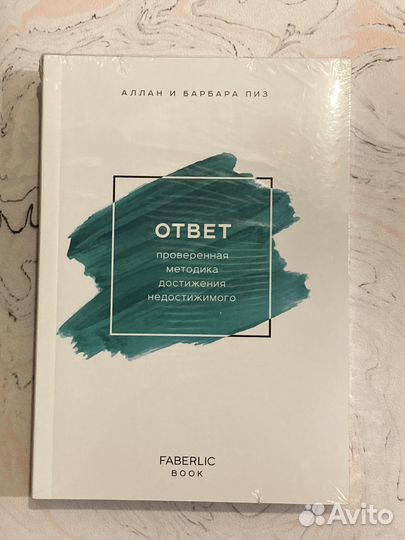 АЛЛАН И БАРБАРА ПИЗ
ОТВЕТ
проверенная
методика
достижения
недостижимого
FABERLIC
BOOK
Avito